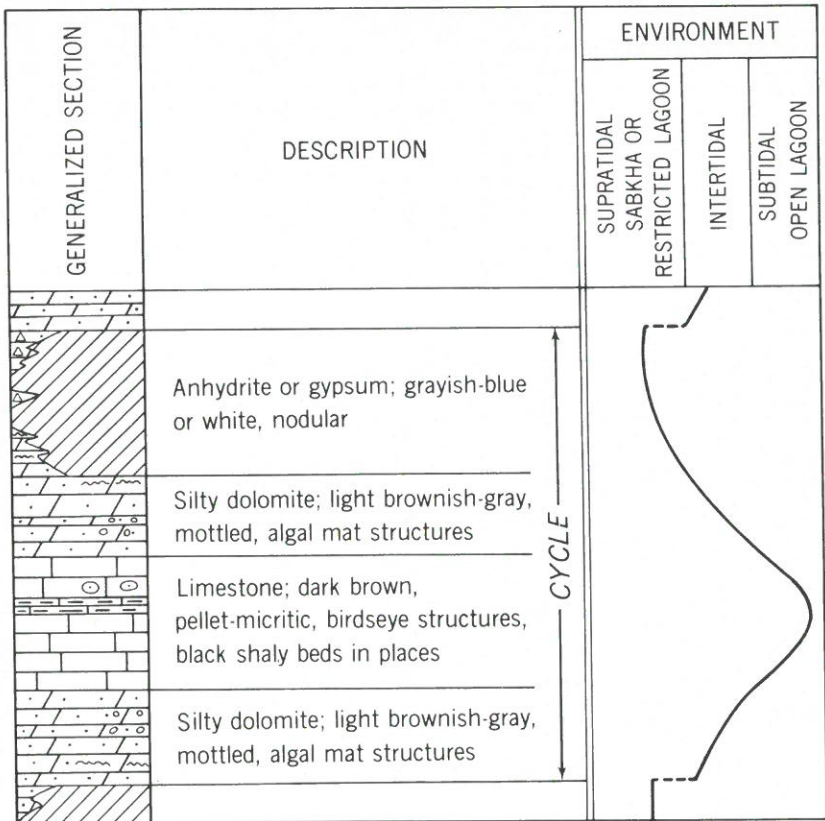 GENERALIZED SECTION
DESCRIPTION
ENVIRONMENT
SUPRATIDAL
SABKHA OR
RESTRICTED LAGOON
INTERTIDAL
SUBTIDAL
OPEN LAGOON
Anhydrite or gypsum; grayish-blue
or white, nodular
Silty dolomite; light brownish-gray,
mottled, algal mat structures
Limestone; dark brown,
pellet-micritic, birdseye structures,
black shaly beds in places
Silty dolomite; light brownish-gray,
mottled, algal mat structures
CYCLE